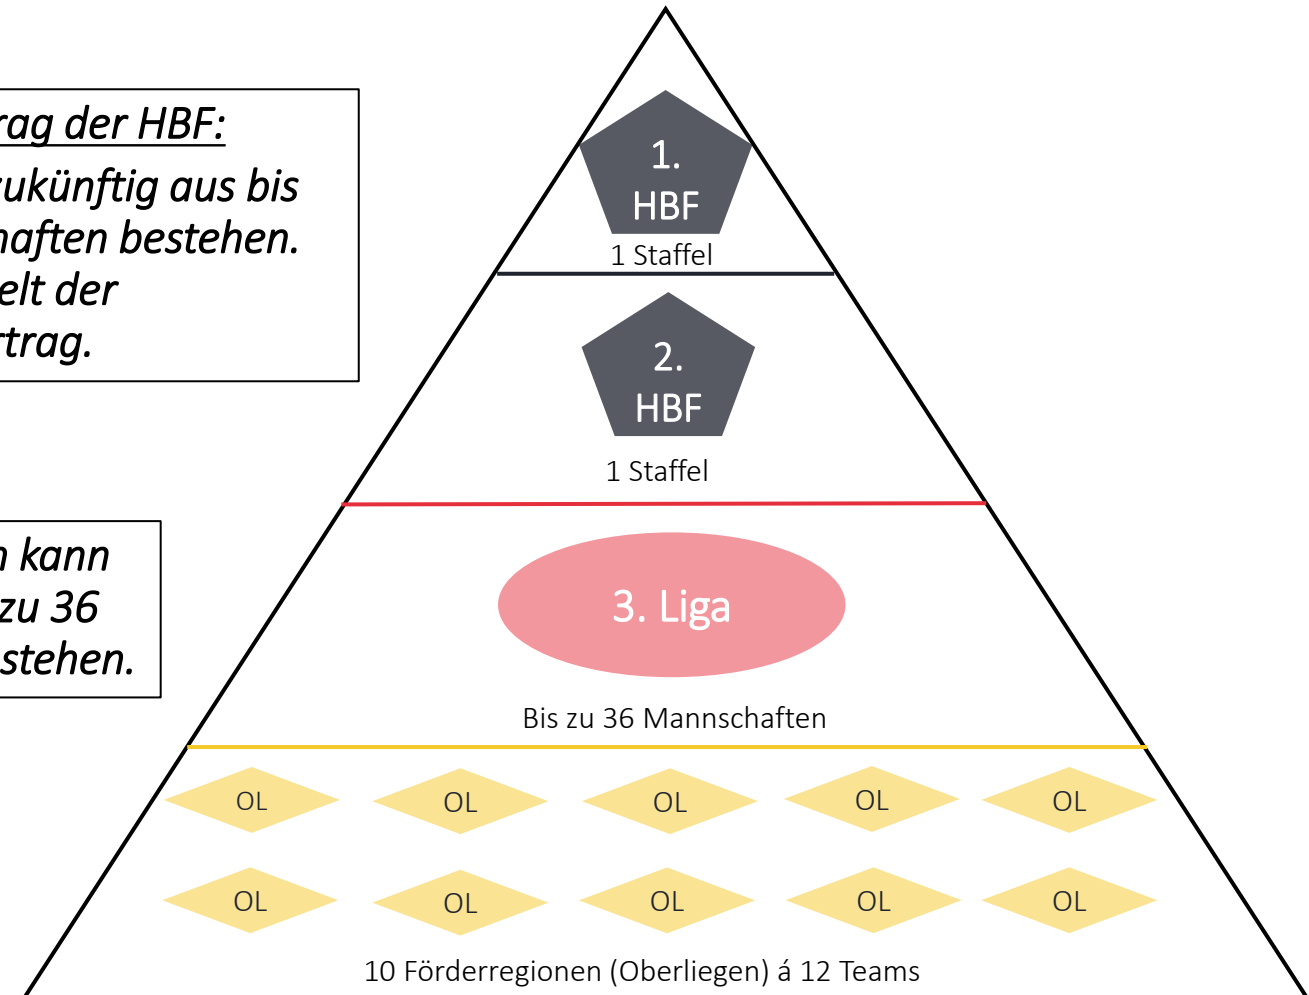 rag der HBF:
zukünftig aus bis
haften bestehen.
elt der
rtrag.
1.
HBF
1 Staffel
2.
HBF
1 Staffel
n kann
zu 36
stehen.
3. Liga
Bis zu 36 Mannschaften
OL OL OL OL OL
OL OL OL OL OL
10 Förderregionen (Oberliegen) á 12 Teams